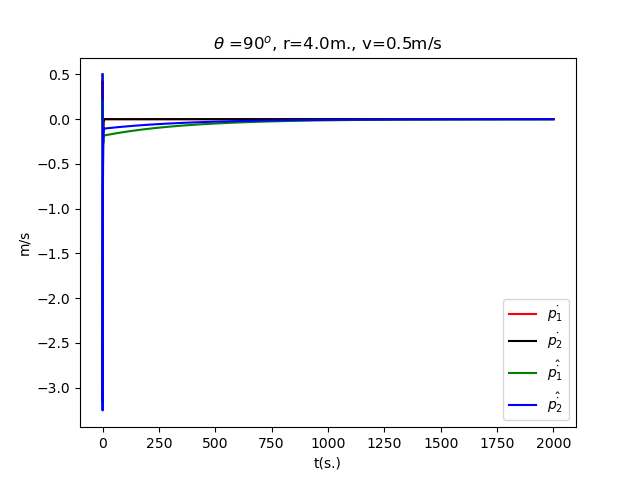 θ =90°, r=4.0m., v=0.5m/s
0.5
0.0
−0.5
−1.0
−1.5
−2.0
−2.5
−3.0
m/s
0 250 500 750 1000 1250 1500 1750 2000
t(s.)
ṗ₁
ṗ₂
ṗ̂₁
ṗ̂₂